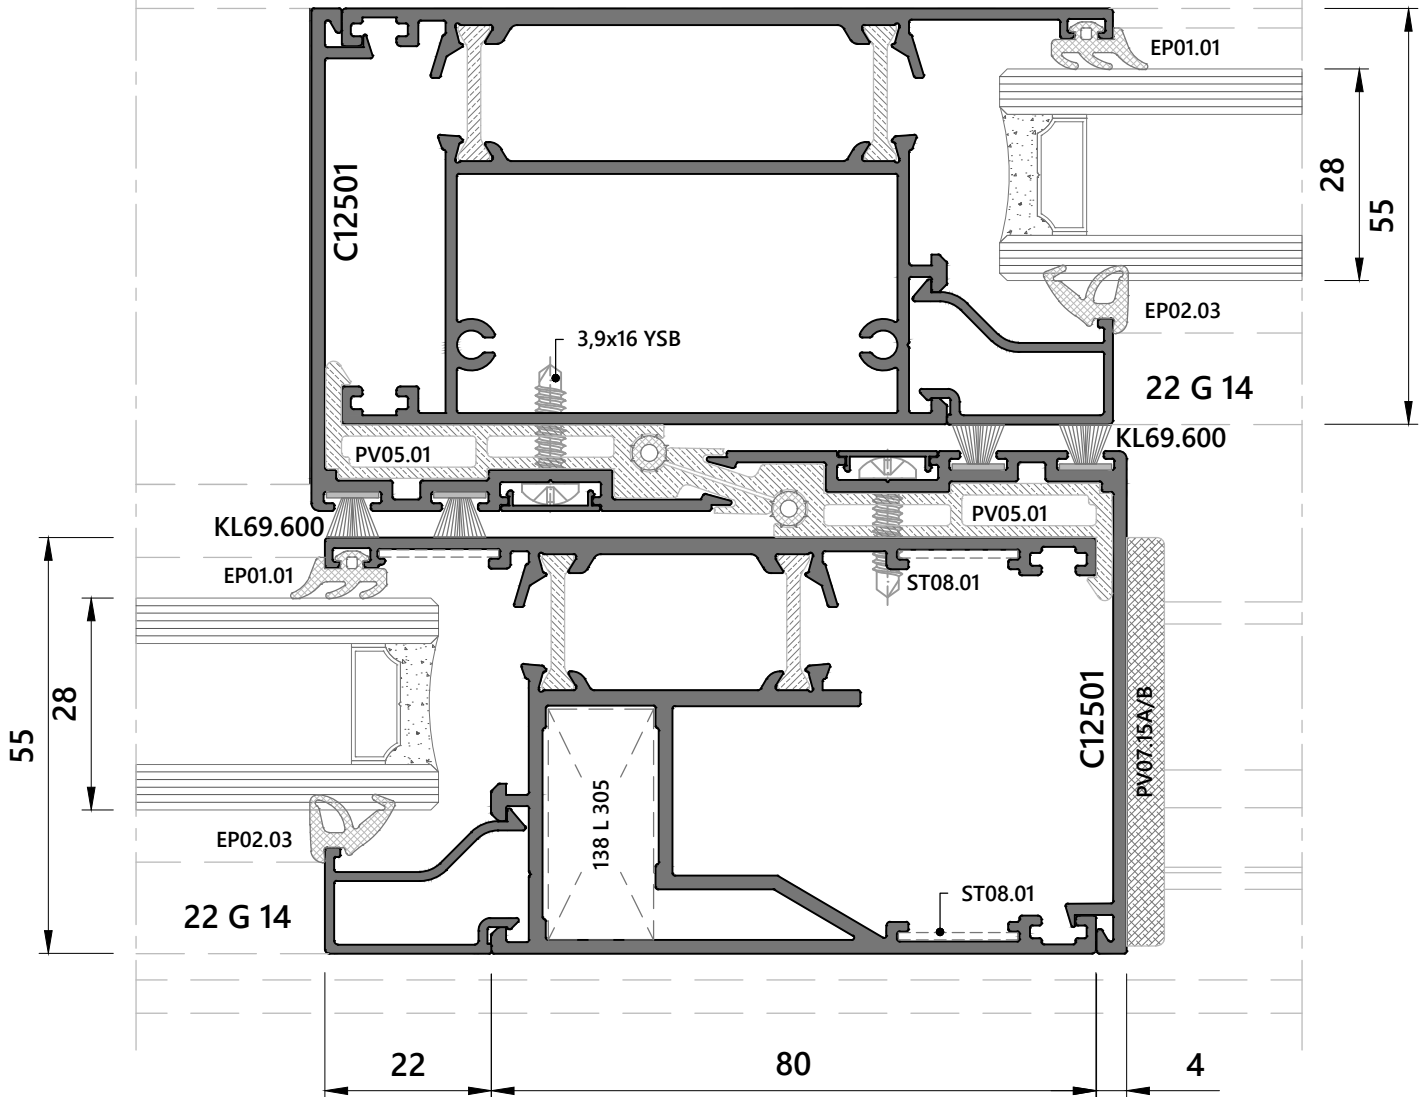 EP01.01
28
55
C12501
EP02.03
3,9x16 YSB
22 G 14
KL69.600
PV05.01
PV05.01
KL69.600
EP01.01
ST08.01
28
55
C12501
PV07.15A/B
138 L 305
EP02.03
ST08.01
22 G 14
22
80
4